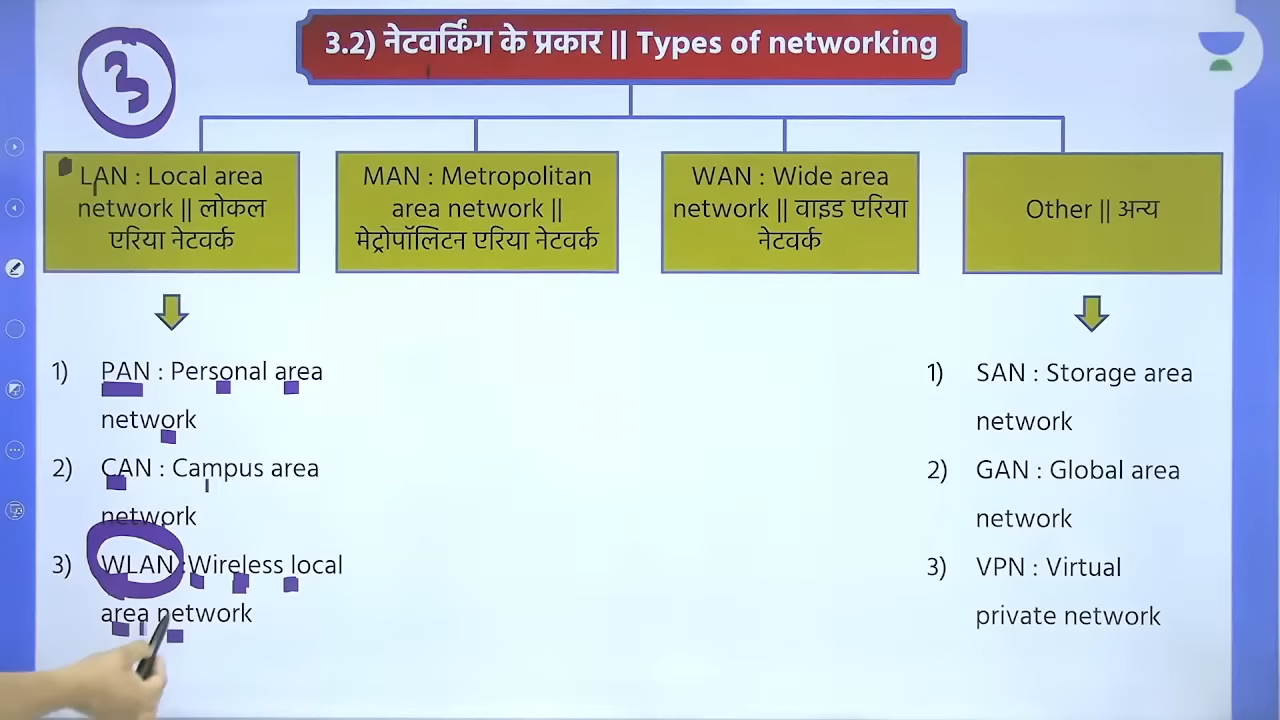 3
3.2) नेटवर्किंग के प्रकार || Types of networking
LAN : Local area
network || लोकल
एरिया नेटवर्क
MAN : Metropolitan
area network ||
मेट्रोपॉलिटन एरिया नेटवर्क
WAN : Wide area
network || वाइड एरिया
नेटवर्क
Other || अन्य
1) PAN : Personal area
network
2) CAN : Campus area
network
3) WLAN :Wireless local
area network
1) SAN : Storage area
network
2) GAN : Global area
network
3) VPN : Virtual
private network